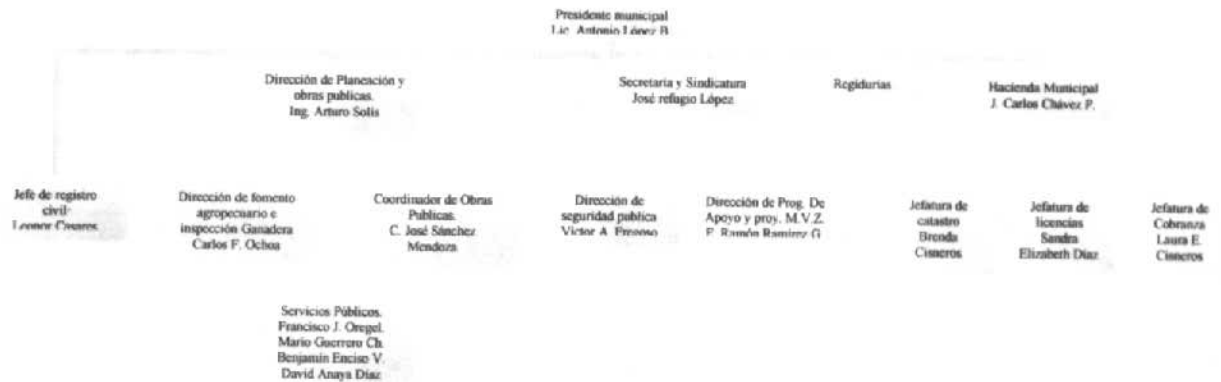 Presidente municipal
Lic. Antonio López B.
Dirección de Planeación y
obras publicas.
Ing. Arturo Solis
Secretaria y Sindicatura
José refugio López
Regidurias
Hacienda Municipal
J. Carlos Chávez P.
Jefe de registro
civil
Leonor Casares
Dirección de fomento
agropecuario e
inspección Ganadera
Carlos F. Ochoa
Coordinador de Obras
Publicas.
C. José Sánchez
Mendoza
Dirección de
seguridad publica
Victor A.
Dirección de Prog. De
Apoyo y proy. M.V.Z.
Ramón Ramirez G.
Jefatura de
catastro
Brenda
Cisneros
Jefatura de
licencias
Sandra
Elizaberh Díaz
Jefatura de
Cobranza
Laura E.
Cisneros
Servicios Públicos.
Francisco J. Oregel.
Mario Guerrero Ch.
Benjamín Enciso V.
David Anaya Díaz